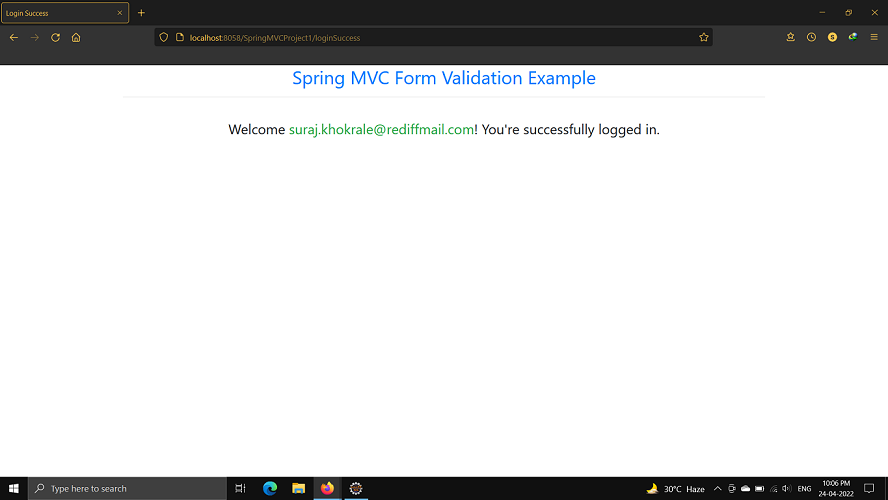 Login Success
localhost:8058/SpringMVCProject1/loginSuccess
Spring MVC Form Validation Example
Welcome suraj.khokrale@rediffmail.com! You're successfully logged in.
Type here to search
30°C Haze
ENG
10:06 PM
24-04-2022